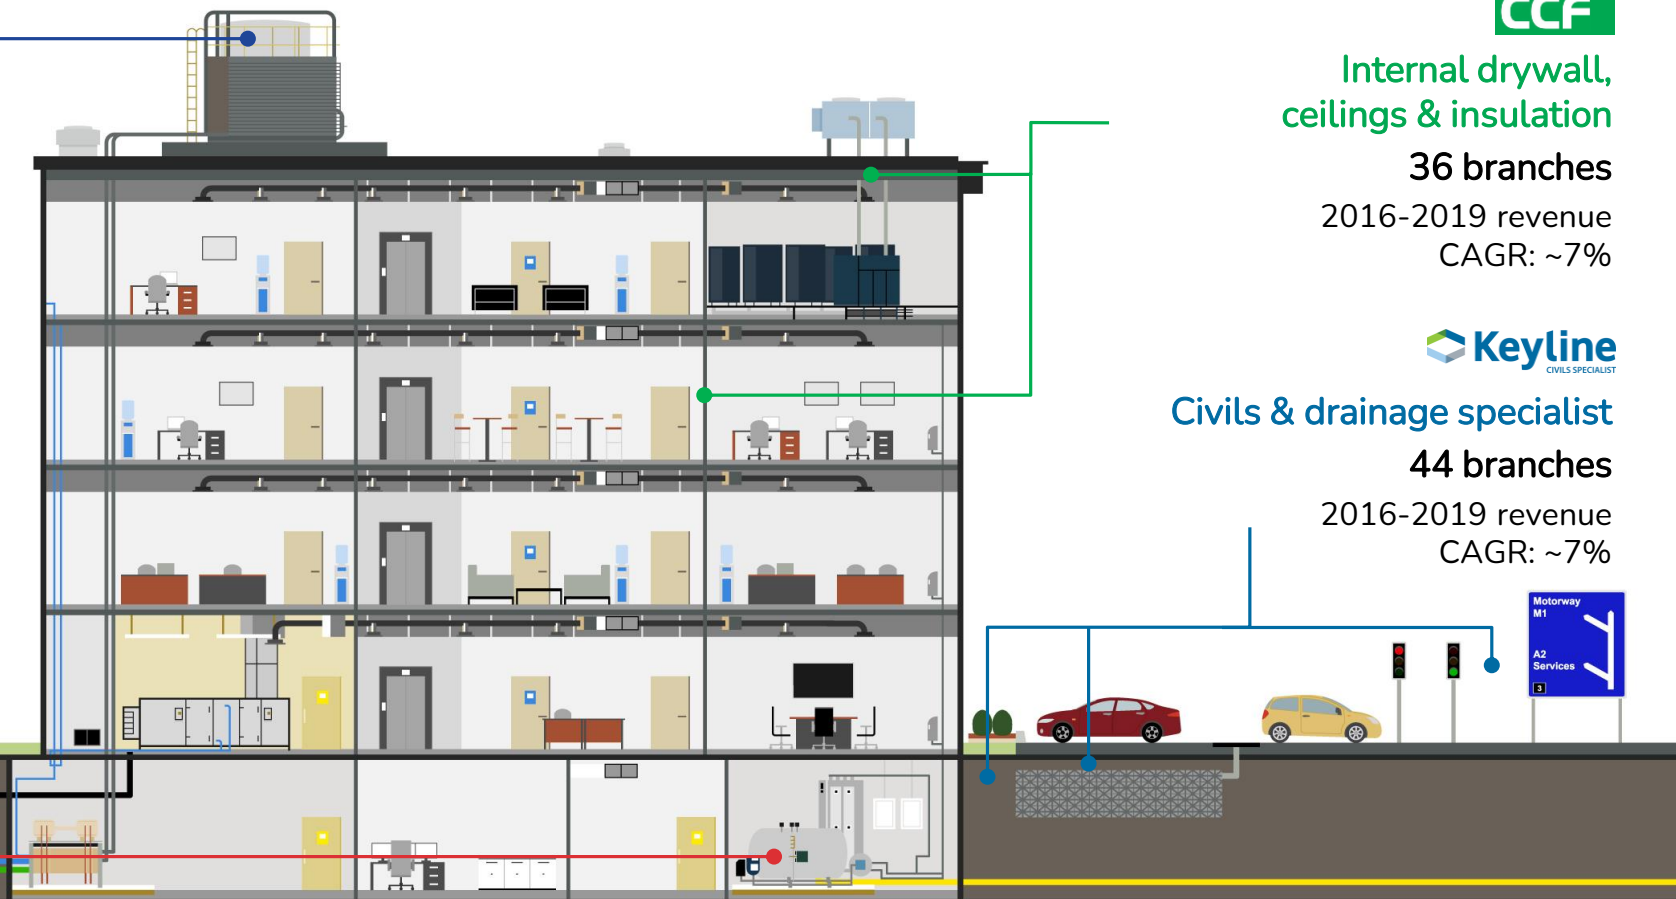 CCF
Internal drywall,
ceilings & insulation
36 branches
2016-2019 revenue
CAGR: ~7%
Keyline
CIVILS SPECIALIST
Civils & drainage specialist
44 branches
2016-2019 revenue
CAGR: ~7%
Motorway
M1
A2
Services
3